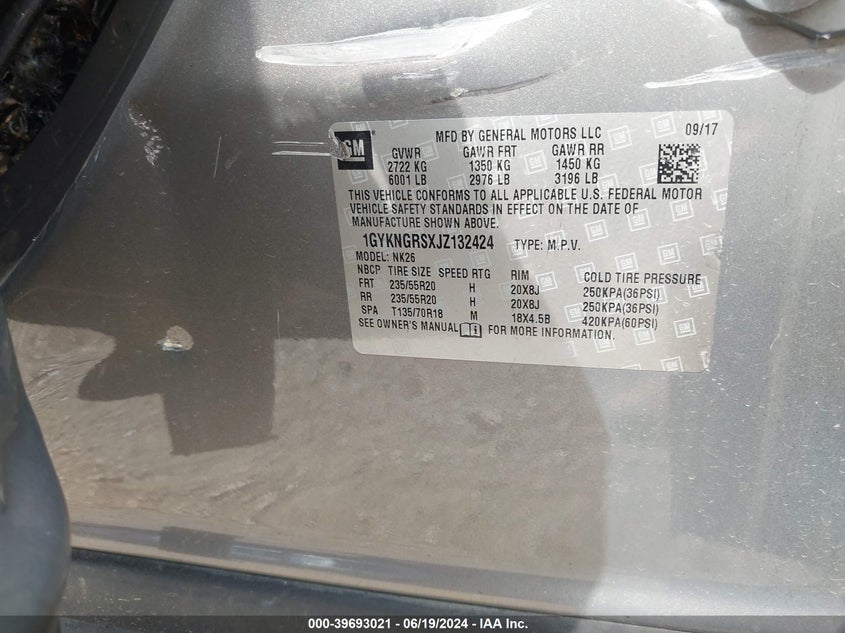 GM
MFD BY GENERAL MOTORS LLC 09/17
GVWR GAWR FRT GAWR RR
2722 KG 1350 KG 1450 KG
6001 LB 2976 LB 3196 LB
THIS VEHICLE CONFORMS TO ALL APPLICABLE U.S. FEDERAL MOTOR
VEHICLE SAFETY STANDARDS IN EFFECT ON THE DATE OF
MANUFACTURE SHOWN ABOVE.
1GYKNGRSXJZ132424 TYPE: M.P.V.
MODEL: NK26
NBCP TIRE SIZE SPEED RTG RIM COLD TIRE PRESSURE
FRT 235/55R20 H 20X8J 250KPA(36PSI)
RR 235/55R20 H 20X8J 250KPA(36PSI)
SPA T135/70R18 M 18X4.5B 420KPA(60PSI)
SEE OWNER'S MANUAL FOR MORE INFORMATION.
000-39693021 - 06/19/2024 - IAA Inc.